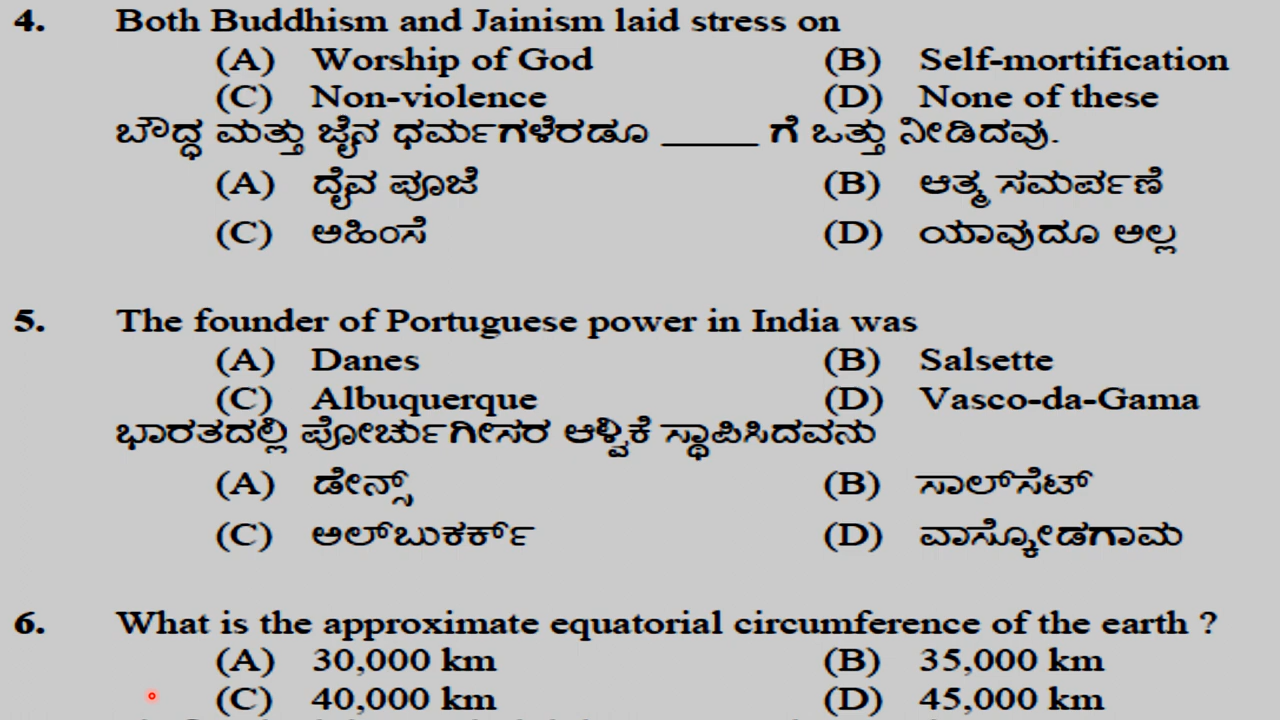 4. Both Buddhism and Jainism laid stress on
(A) Worship of God (B) Self-mortification
(C) Non-violence (D) None of these
ಬೌದ್ಧ ಮತ್ತು ಜೈನ ಧರ್ಮಗಳೆರಡೂ _____ ಗೆ ಒತ್ತು ನೀಡಿದವು.
(A) ದೈವ ಪೂಜೆ (B) ಆತ್ಮ ಸಮರ್ಪಣೆ
(C) ಅಹಿಂಸೆ (D) ಯಾವುದೂ ಅಲ್ಲ
5. The founder of Portuguese power in India was
(A) Danes (B) Salsette
(C) Albuquerque (D) Vasco-da-Gama
ಭಾರತದಲ್ಲಿ ಪೋರ್ಚುಗೀಸರ ಆಳ್ವಿಕೆ ಸ್ಥಾಪಿಸಿದವನು
(A) ಡೇನ್ಸ್ (B) ಸಾಲ್‌ಸೆಟ್
(C) ಅಲ್‌ಬುಕರ್ಕ್ (D) ವಾಸ್ಕೋಡಗಾಮ
6. What is the approximate equatorial circumference of the earth ?
(A) 30,000 km (B) 35,000 km
(C) 40,000 km (D) 45,000 km